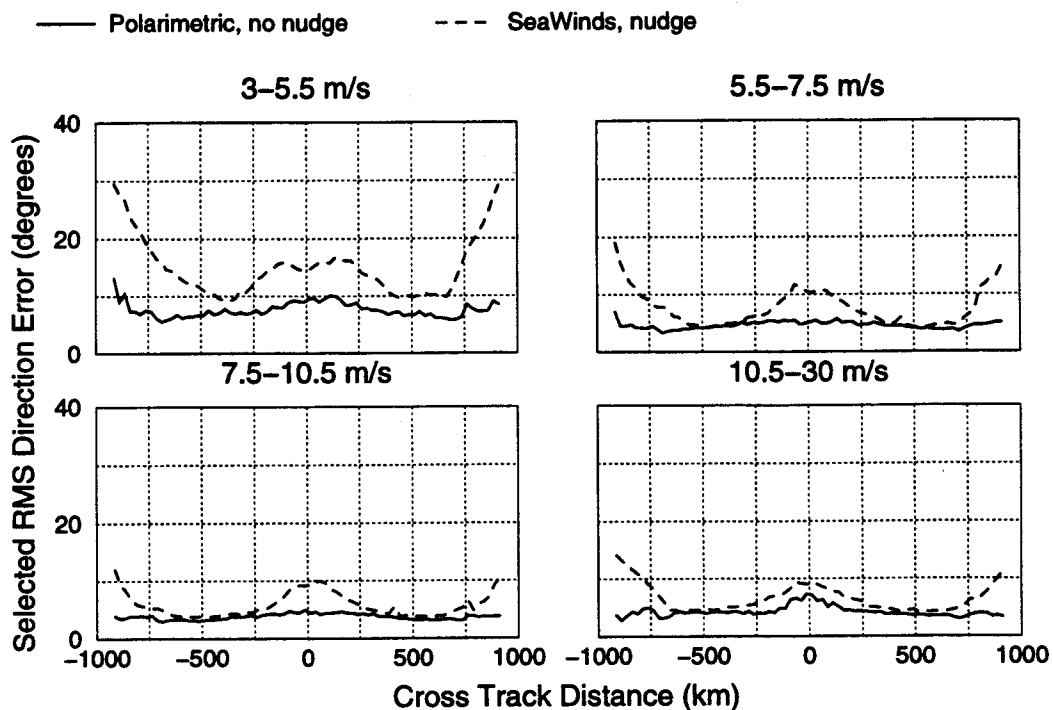 Polarimetric, no nudge
SeaWinds, nudge
3–5.5 m/s
5.5–7.5 m/s
40
20
0
7.5–10.5 m/s
10.5–30 m/s
40
20
0
−1000 −500 0 500 1000
−1000 −500 0 500 1000
Cross Track Distance (km)
Selected RMS Direction Error (degrees)